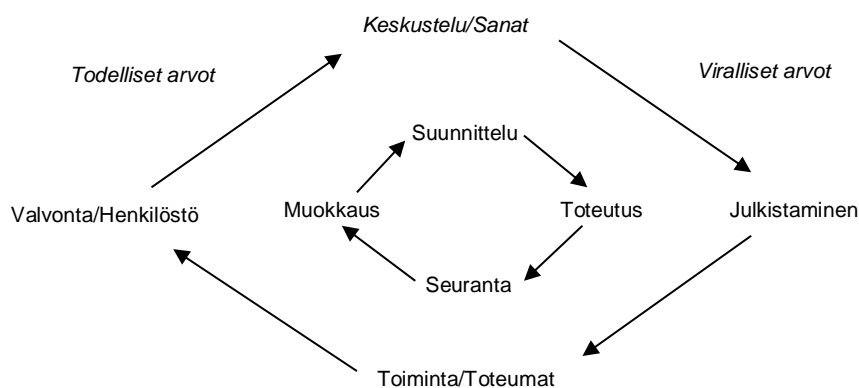 Keskustelu/Sanat
Todelliset arvot
Viralliset arvot
Suunnittelu
Valvonta/Henkilöstö
Muokkaus
Toteutus
Julkistaminen
Seuranta
Toiminta/Toteumat